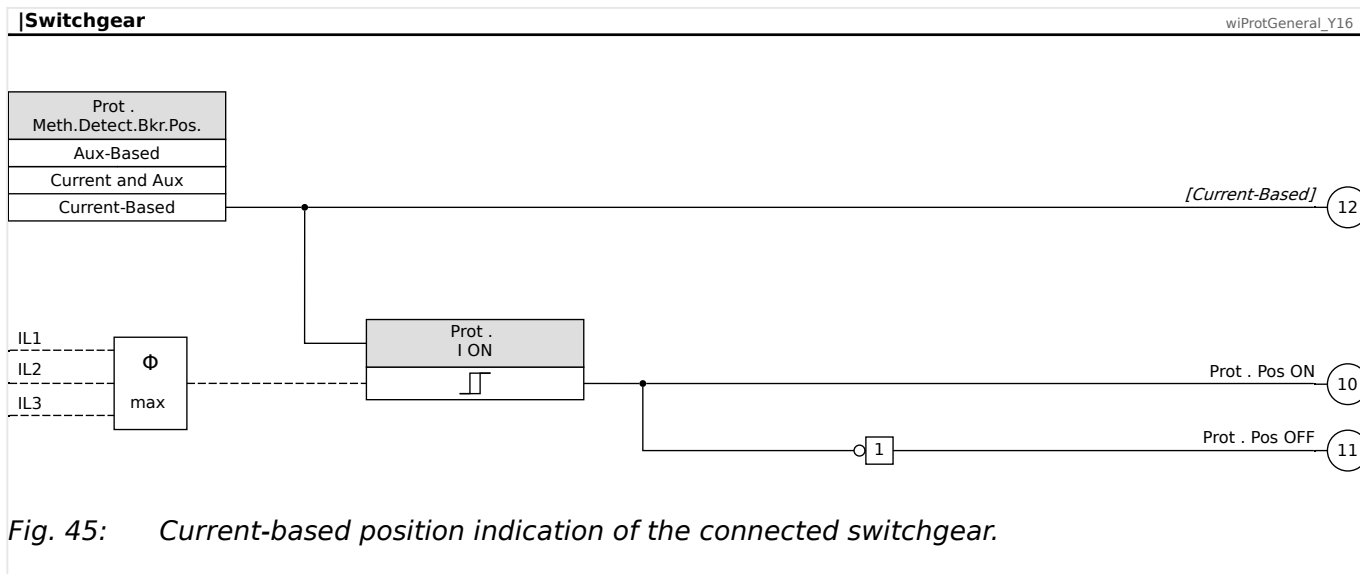 |Switchgear
wiProtGeneral_Y16
Prot .
Meth.Detect.Bkr.Pos.
Aux-Based
Current and Aux
Current-Based
[Current-Based]
12
IL1
IL2
IL3
Φ
max
Prot .
I ON
Prot . Pos ON
10
Prot . Pos OFF
1
11
Fig. 45: Current-based position indication of the connected switchgear.